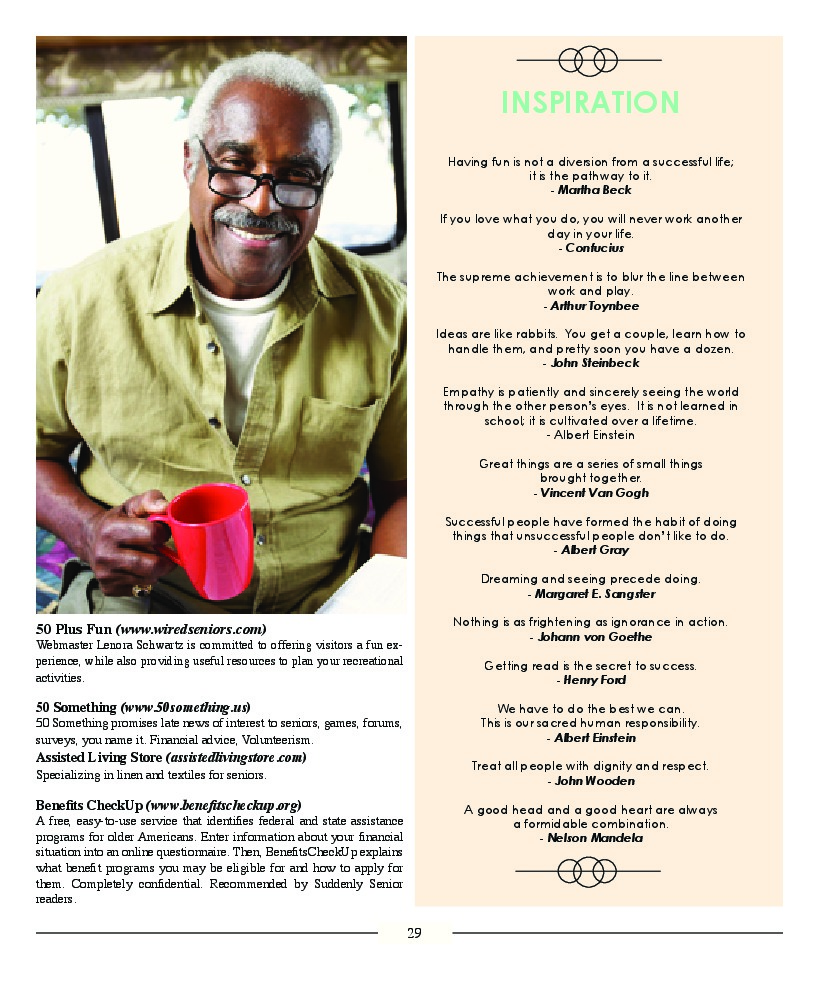 50 Plus Fun (www.wiredseniors.com)
Webmaster Lenora Schwartz is committed to offering visitors a fun ex-
perience, while also providing useful resources to plan your recreational
activities.
50 Something (www.50something.us)
50 Something promises late news of interest to seniors, games, forums,
surveys, you name it. Financial advice, Volunteerism.
Assisted Living Store (assistedlivingstore.com)
Specializing in linen and textiles for seniors.
Benefits CheckUp (www.benefitscheckup.org)
A free, easy-to-use service that identifies federal and state assistance
programs for older Americans. Enter information about your financial
situation into an online questionnaire. Then, BenefitsCheckUp explains
what benefit programs you may be eligible for and how to apply for
them. Completely confidential. Recommended by Suddenly Senior
readers.
INSPIRATION
Having fun is not a diversion from a successful life;
it is the pathway to it.
- Martha Beck
If you love what you do, you will never work another
day in your life.
- Confucius
The supreme achievement is to blur the line between
work and play.
- Arthur Toynbee
Ideas are like rabbits. You get a couple, learn how to
handle them, and pretty soon you have a dozen.
- John Steinbeck
Empathy is patiently and sincerely seeing the world
through the other person's eyes. It is not learned in
school; it is cultivated over a lifetime.
- Albert Einstein
Great things are a series of small things
brought together.
- Vincent Van Gogh
Successful people have formed the habit of doing
things that unsuccessful people don't like to do.
- Albert Gray
Dreaming and seeing precede doing.
- Margaret E. Sangster
Nothing is as frightening as ignorance in action.
- Johann von Goethe
Getting read is the secret to success.
- Henry Ford
We have to do the best we can.
This is our sacred human responsibility.
- Albert Einstein
Treat all people with dignity and respect.
- John Wooden
A good head and a good heart are always
a formidable combination.
- Nelson Mandela
29